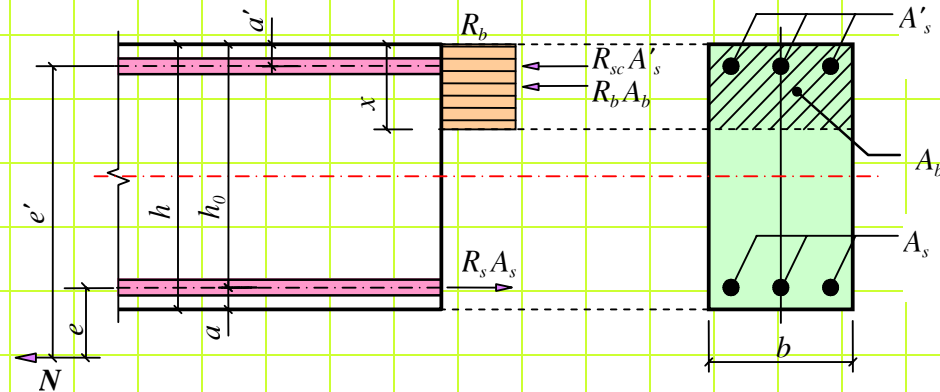 a′
R_b
A′_s
R_sc A′_s
R_b A_b
x
A_b
e′
h
h_0
A_s
R_s A_s
e
a
b
N